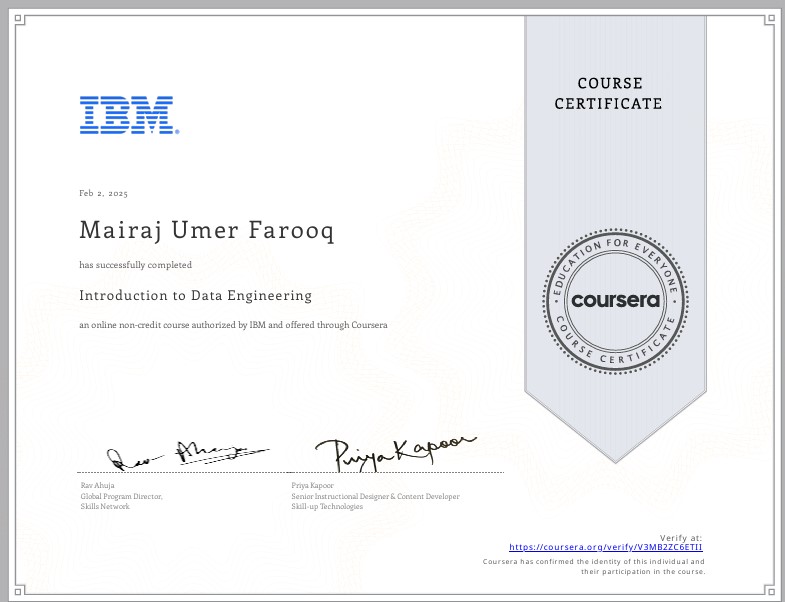 COURSE
CERTIFICATE
IBM®
Feb 2, 2025
Mairaj Umer Farooq
has successfully completed
Introduction to Data Engineering
an online non-credit course authorized by IBM and offered through Coursera
EDUCATION FOR EVERYONE
coursera
COURSE CERTIFICATE
Rav Ahuja
Global Program Director,
Skills Network
Priya Kapoor
Priya Kapoor
Senior Instructional Designer & Content Developer
Skill-up Technologies
Verify at:
https://coursera.org/verify/V3MB2ZC6ETII
Coursera has confirmed the identity of this individual and
their participation in the course.